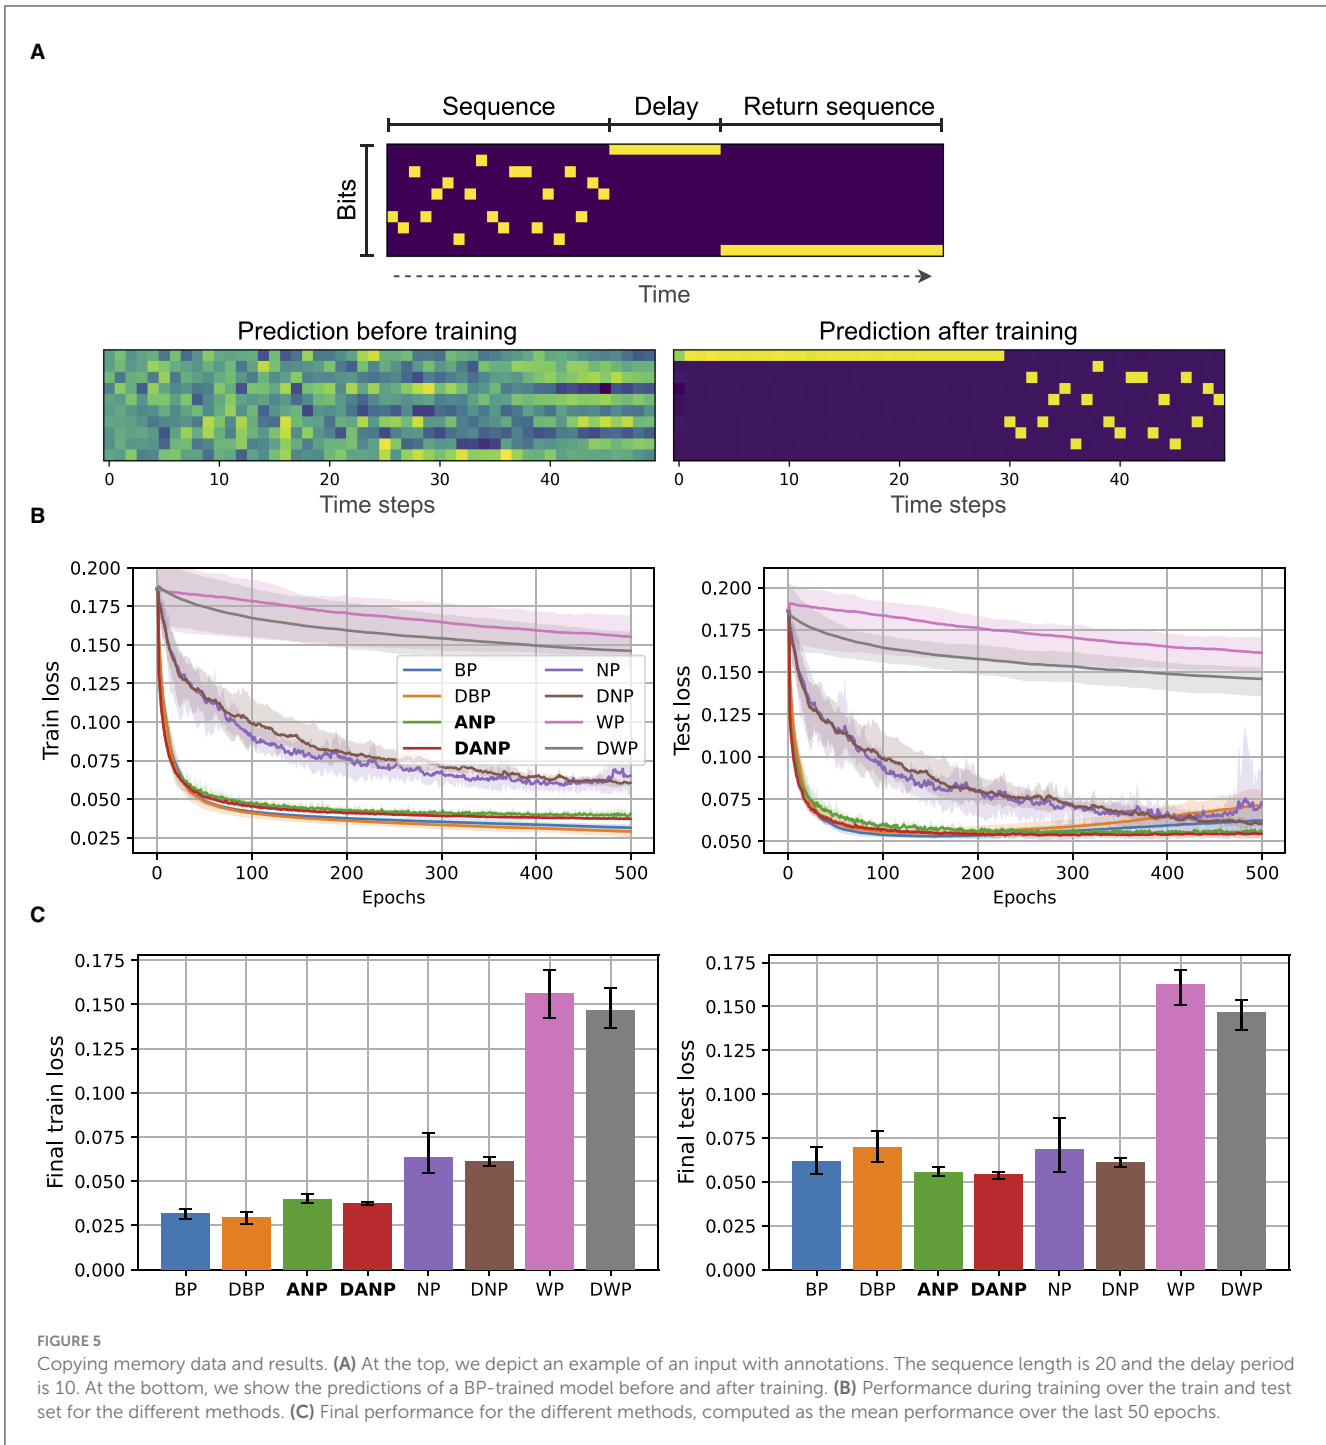 A
Sequence
Delay
Return sequence
Bits
Time
Prediction before training
Prediction after training
0 10 20 30 40
0 10 20 30 40
Time steps
Time steps
B
0.200
0.175
0.150
0.125
0.100
0.075
0.050
0.025
Train loss
0 100 200 300 400 500
Epochs
BP
DBP
ANP
DANP
NP
DNP
WP
DWP
0.200
0.175
0.150
0.125
0.100
0.075
0.050
Test loss
0 100 200 300 400 500
Epochs
C
0.175
0.150
0.125
0.100
0.075
0.050
0.025
0.000
Final train loss
BP DBP ANP DANP NP DNP WP DWP
0.175
0.150
0.125
0.100
0.075
0.050
0.025
0.000
Final test loss
BP DBP ANP DANP NP DNP WP DWP
FIGURE 5
Copying memory data and results. (A) At the top, we depict an example of an input with annotations. The sequence length is 20 and the delay period
is 10. At the bottom, we show the predictions of a BP-trained model before and after training. (B) Performance during training over the train and test
set for the different methods. (C) Final performance for the different methods, computed as the mean performance over the last 50 epochs.